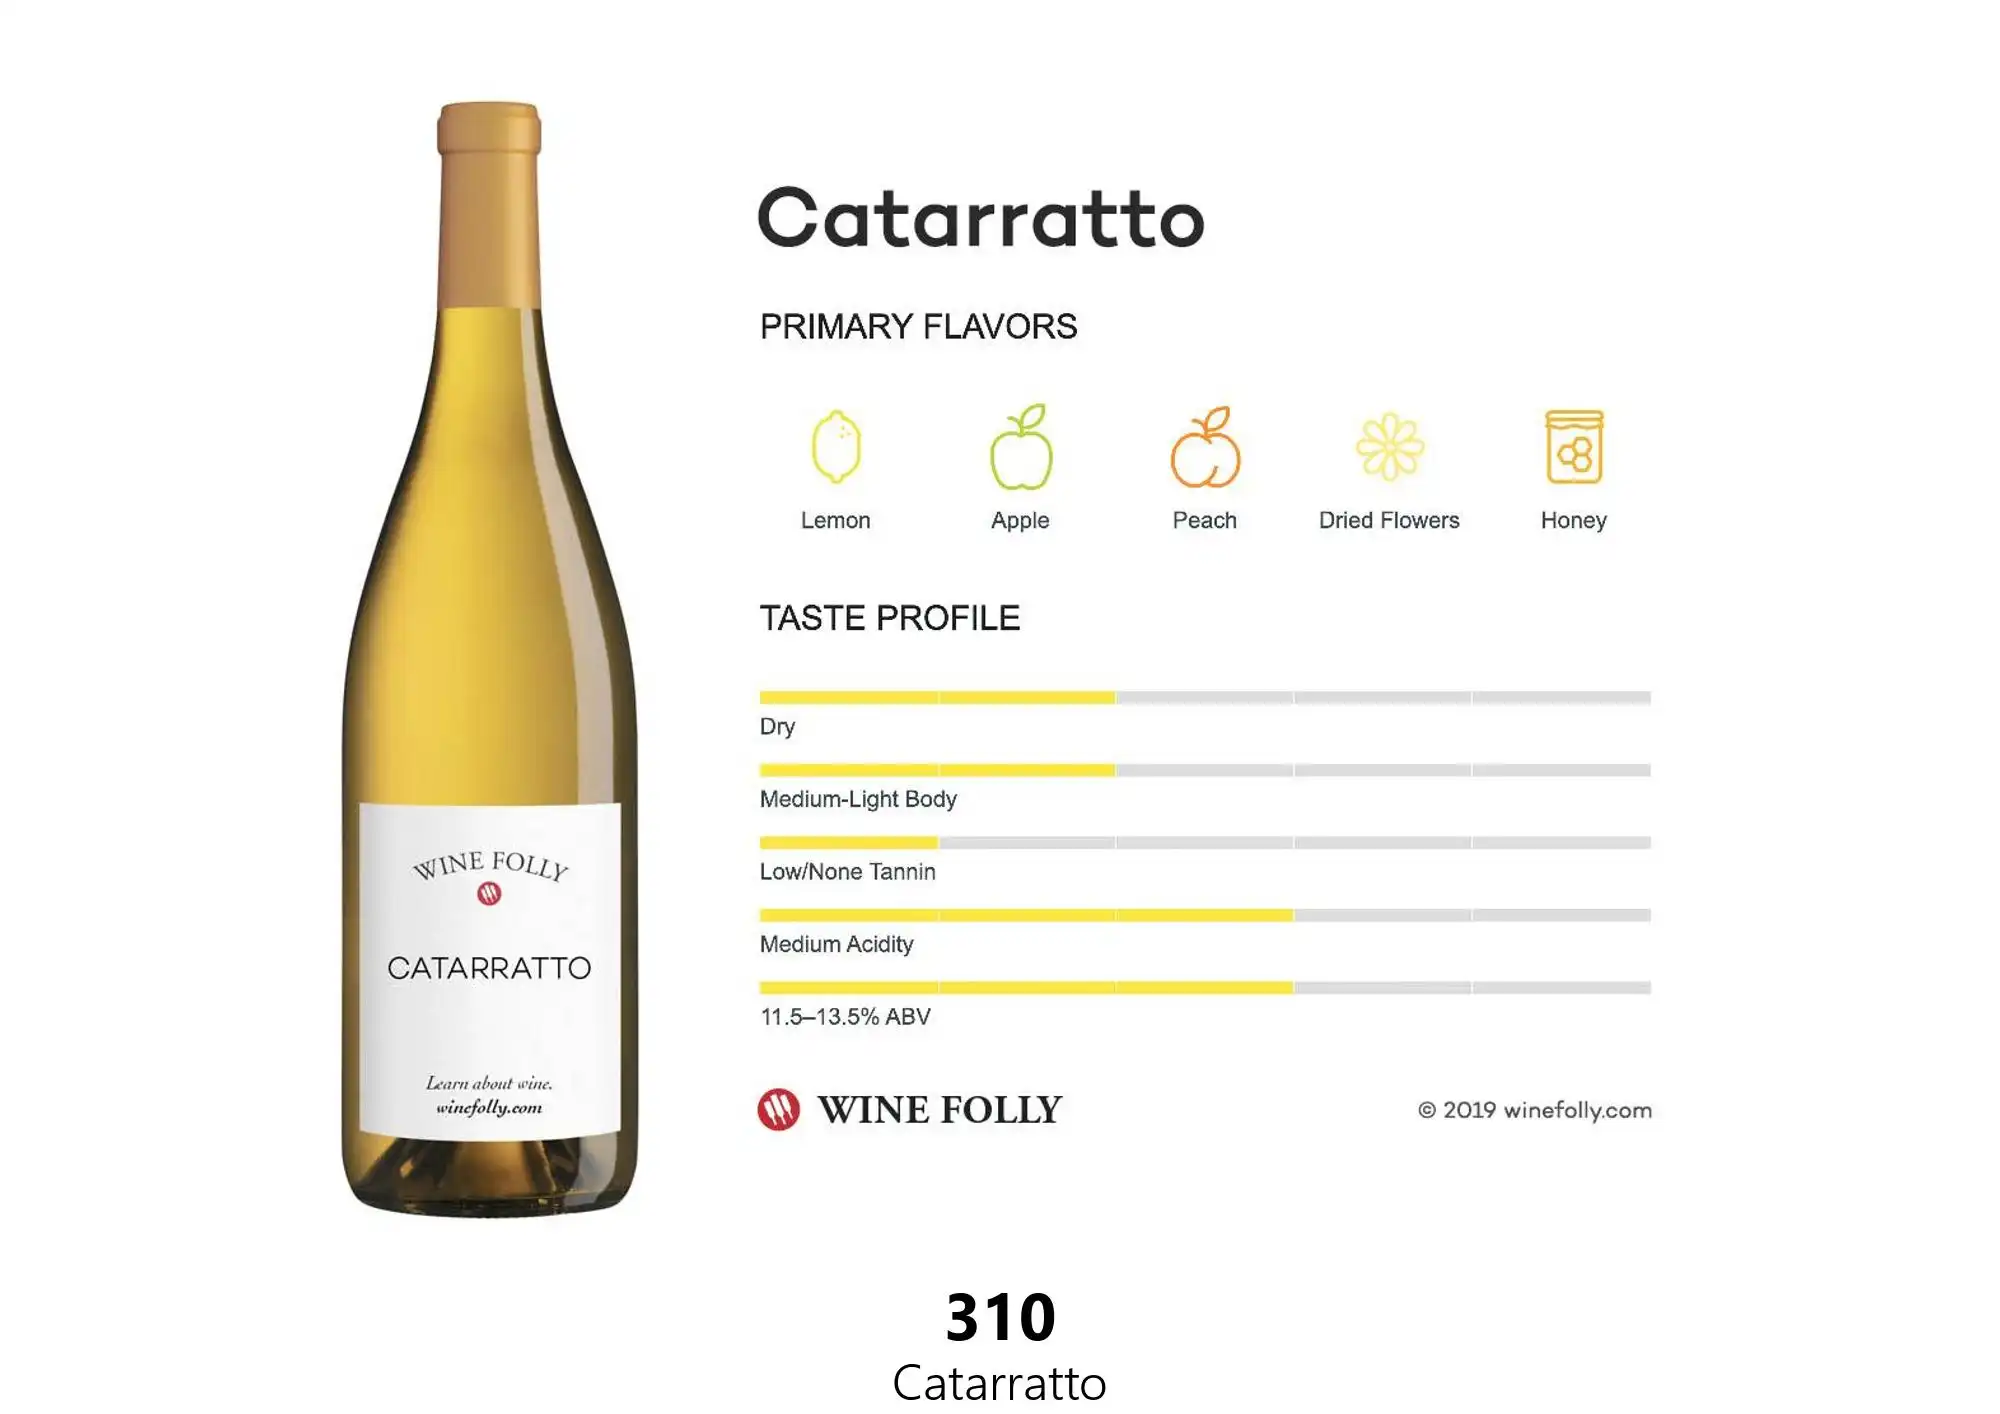 Catarratto
PRIMARY FLAVORS
Lemon
Apple
Peach
Dried Flowers
Honey
TASTE PROFILE
Dry
Medium-Light Body
Low/None Tannin
Medium Acidity
11.5–13.5% ABV
WINE FOLLY
© 2019 winefolly.com
WINE FOLLY
CATARRATTO
Learn about wine.
winefolly.com
310
Catarratto